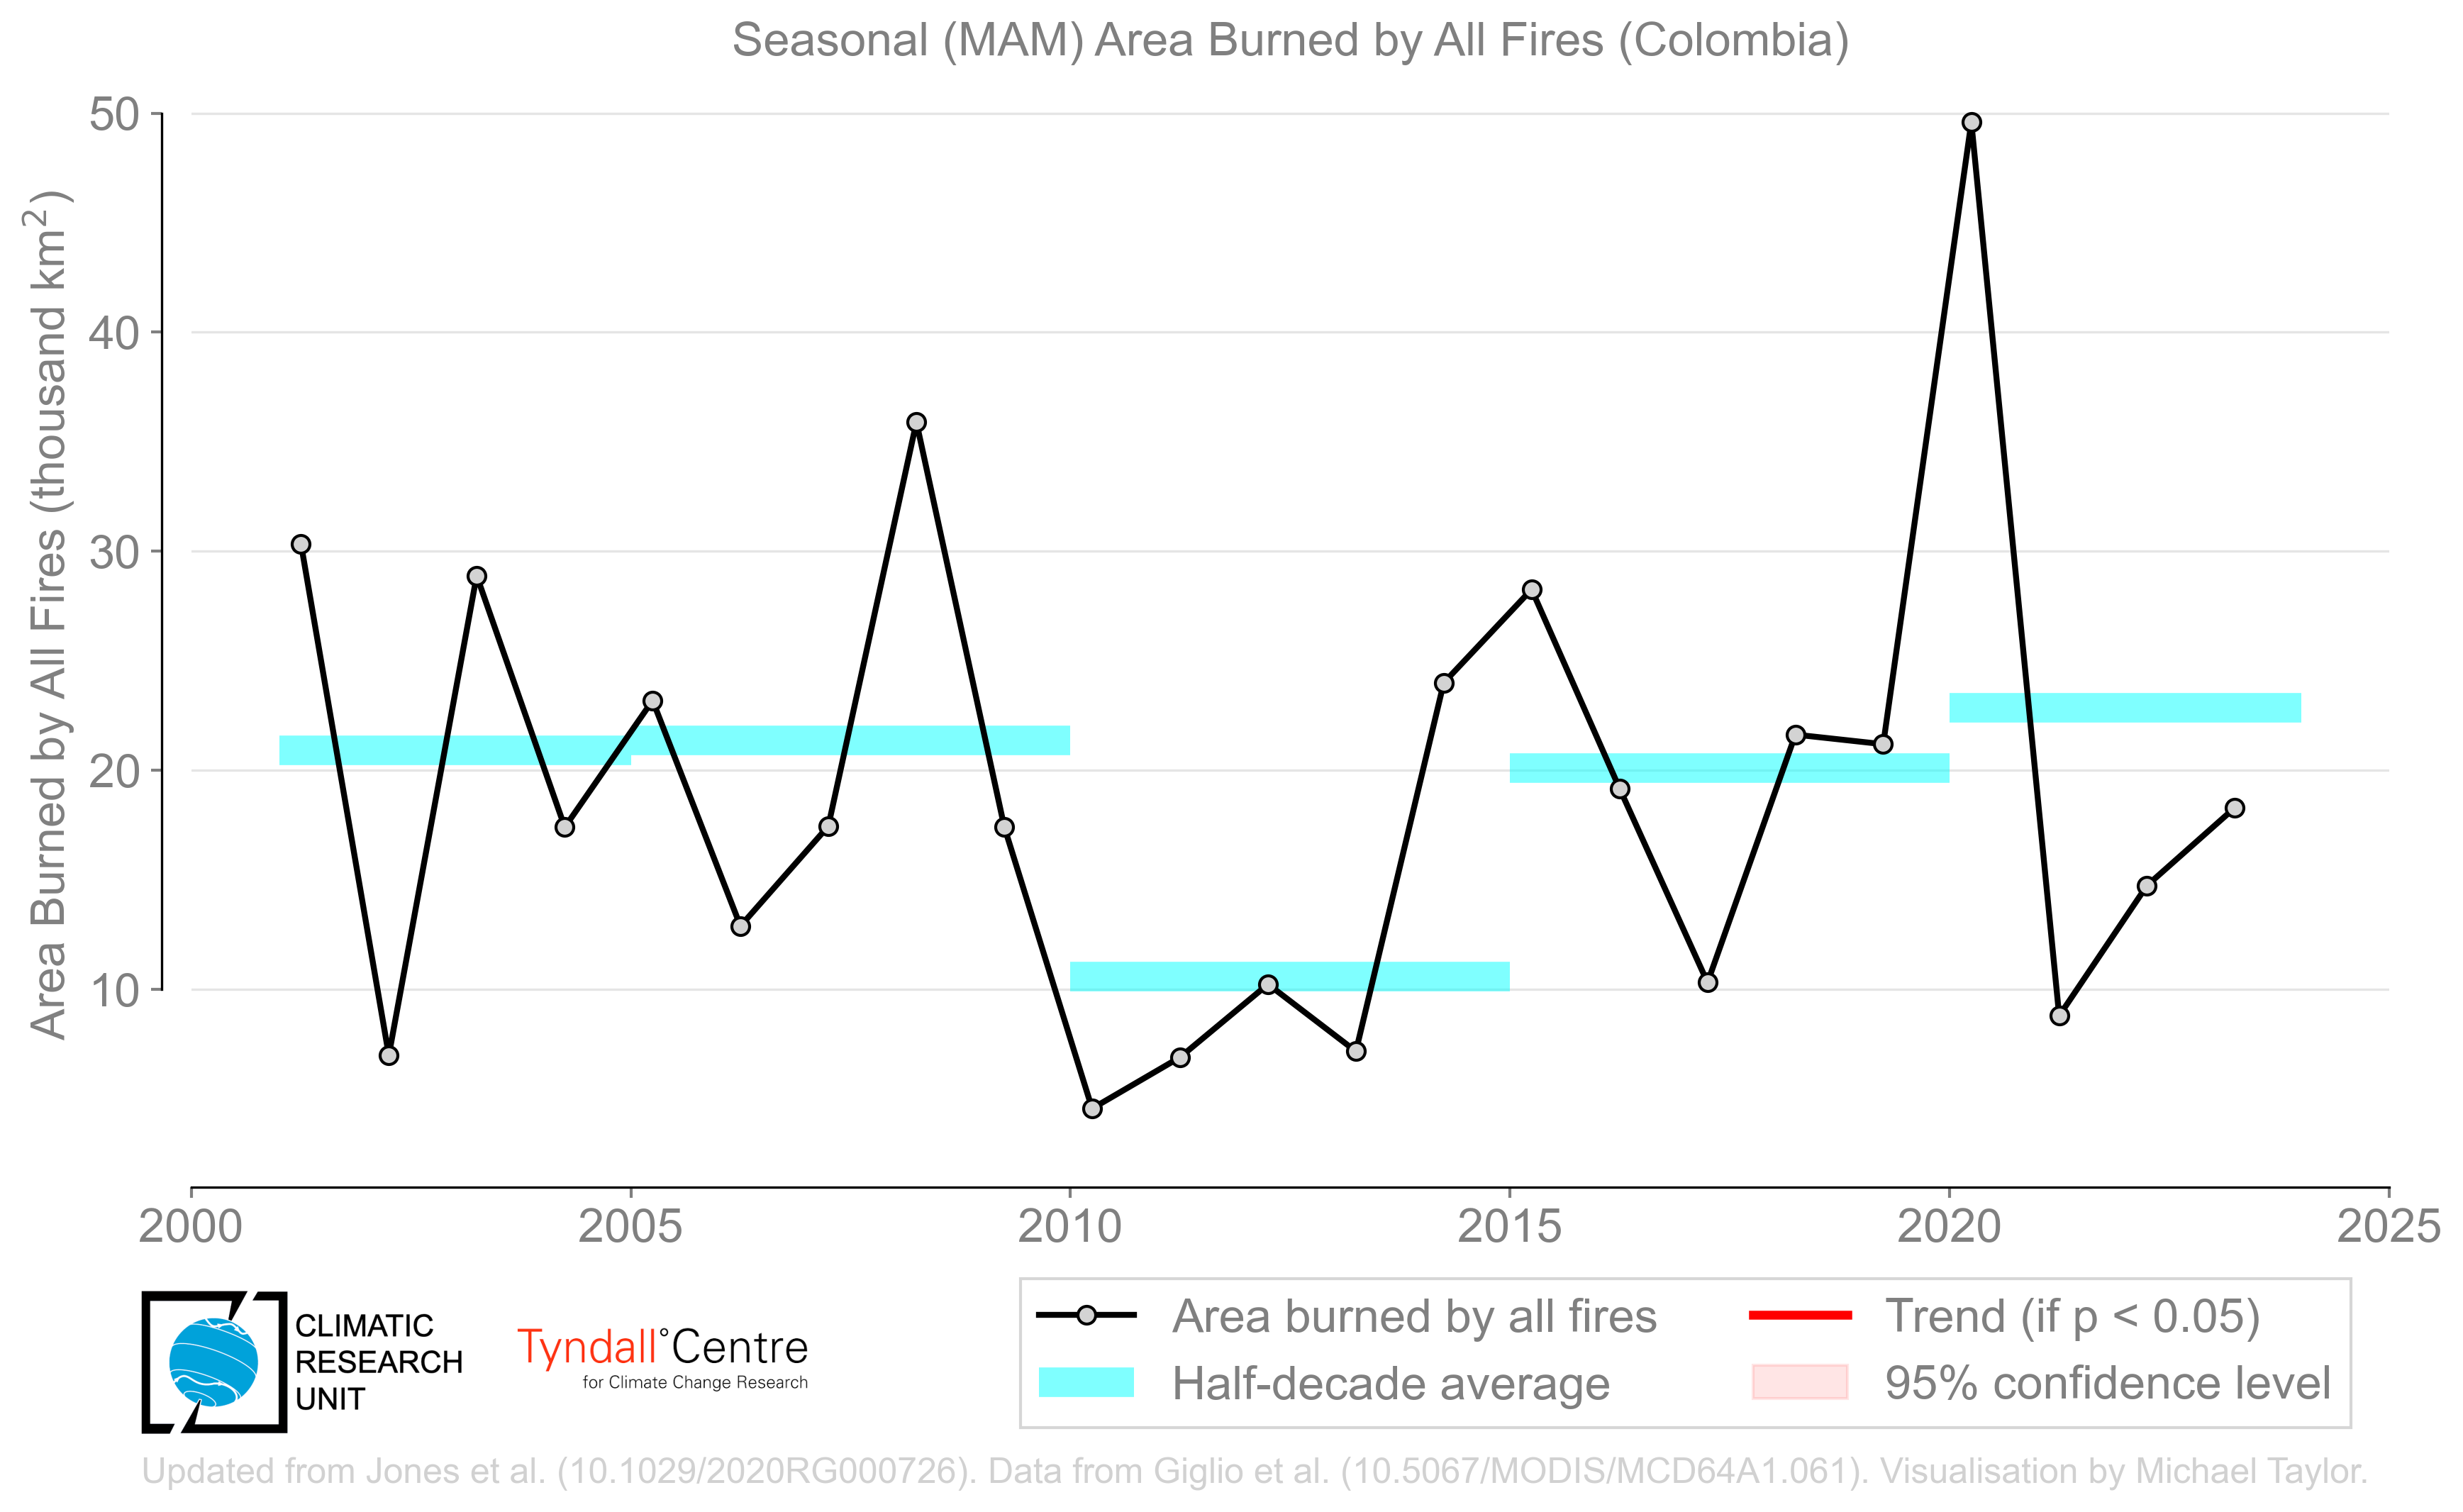 Seasonal (MAM) Area Burned by All Fires (Colombia)
Area Burned by All Fires (thousand km²)
50
40
30
20
10
2000 2005 2010 2015 2020 2025
CLIMATIC
RESEARCH
UNIT
Tyndall°Centre
for Climate Change Research
Area burned by all fires
Half-decade average
Trend (if p < 0.05)
95% confidence level
Updated from Jones et al. (10.1029/2020RG000726). Data from Giglio et al. (10.5067/MODIS/MCD64A1.061). Visualisation by Michael Taylor.